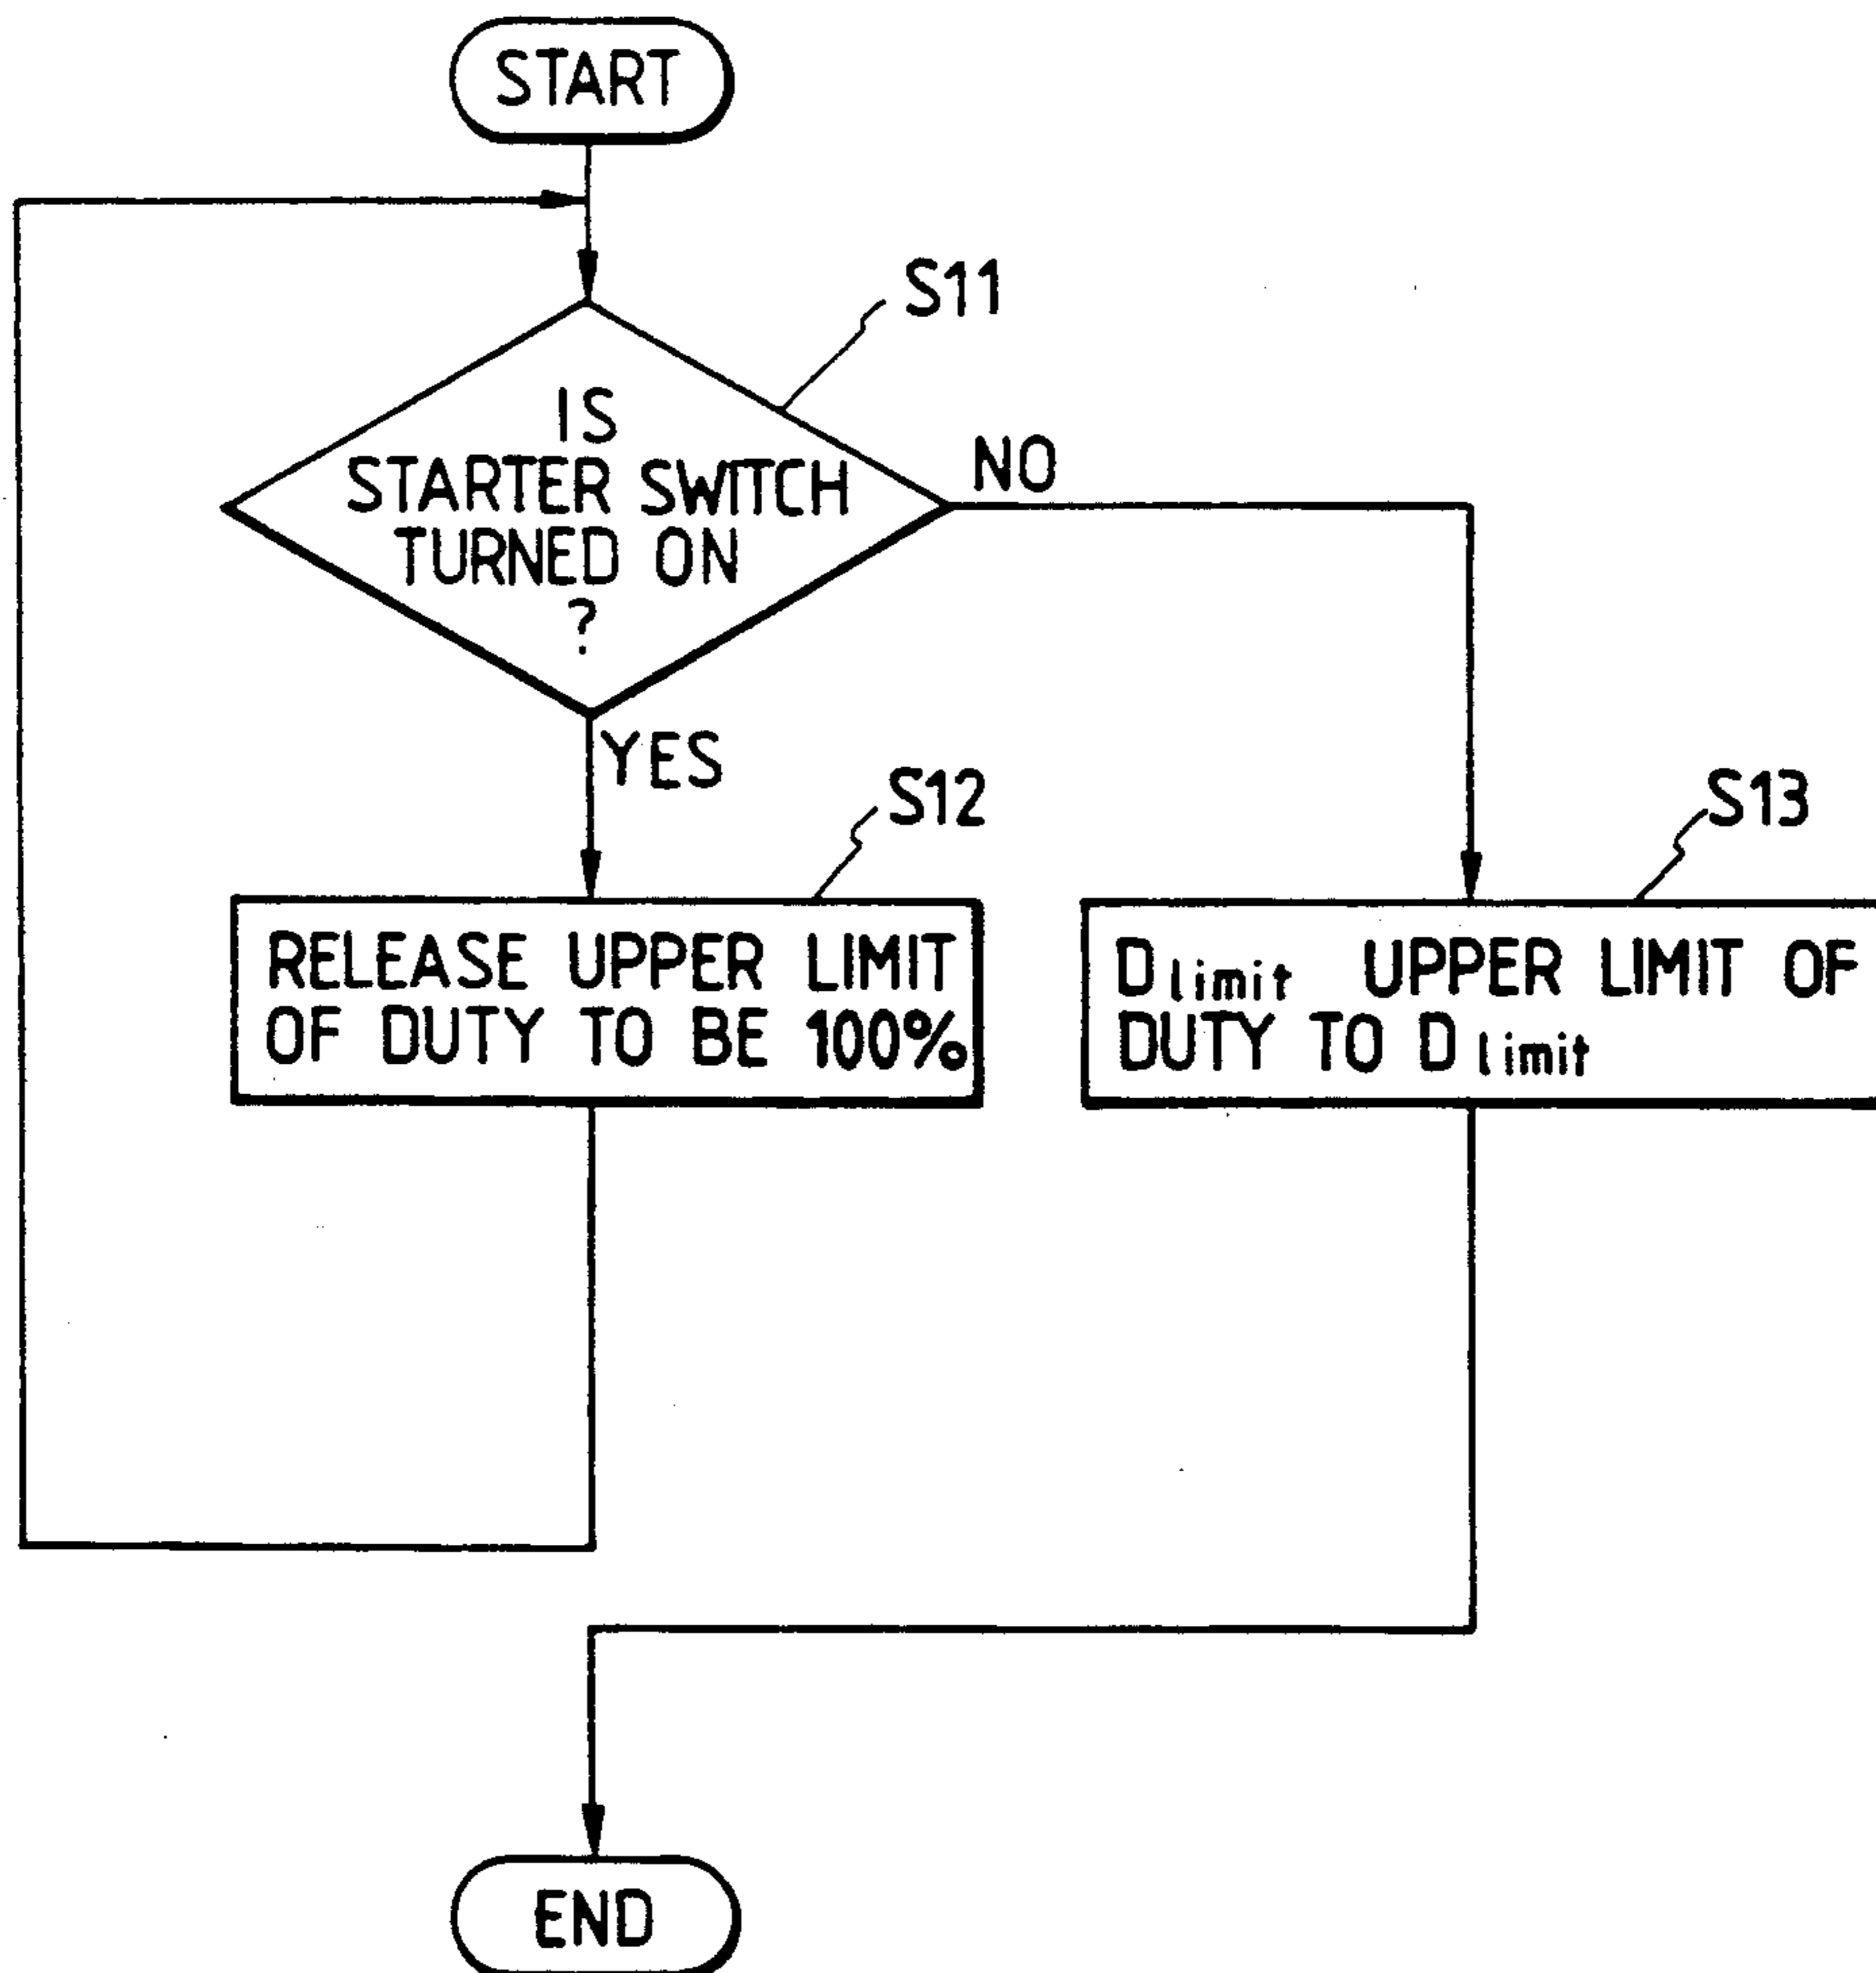 START
S11
IS
STARTER SWITCH
TURNED ON
?
NO
YES
S12
S13
RELEASE UPPER LIMIT
OF DUTY TO BE 100%
Dlimit UPPER LIMIT OF
DUTY TO Dlimit
END